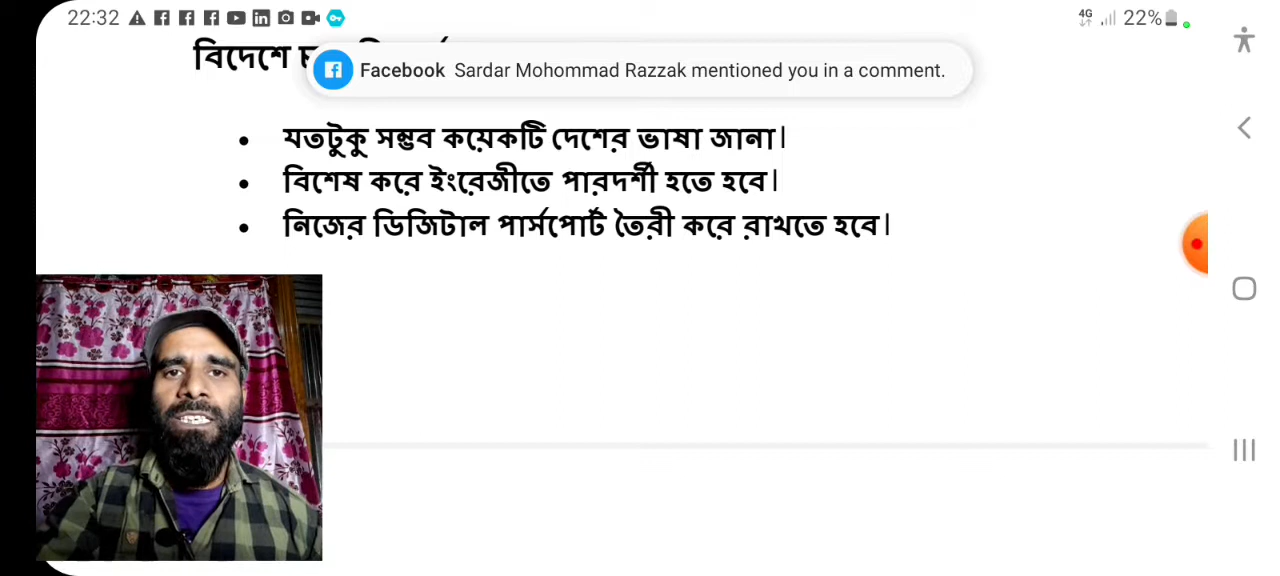 22:32
4G
22%
বিদেশে
Facebook Sardar Mohommad Razzak mentioned you in a comment.
যতটুকু সম্ভব কয়েকটি দেশের ভাষা জানা।
বিশেষ করে ইংরেজীতে পারদর্শী হতে হবে।
নিজের ডিজিটাল পার্সপোর্ট তৈরী করে রাখতে হবে।